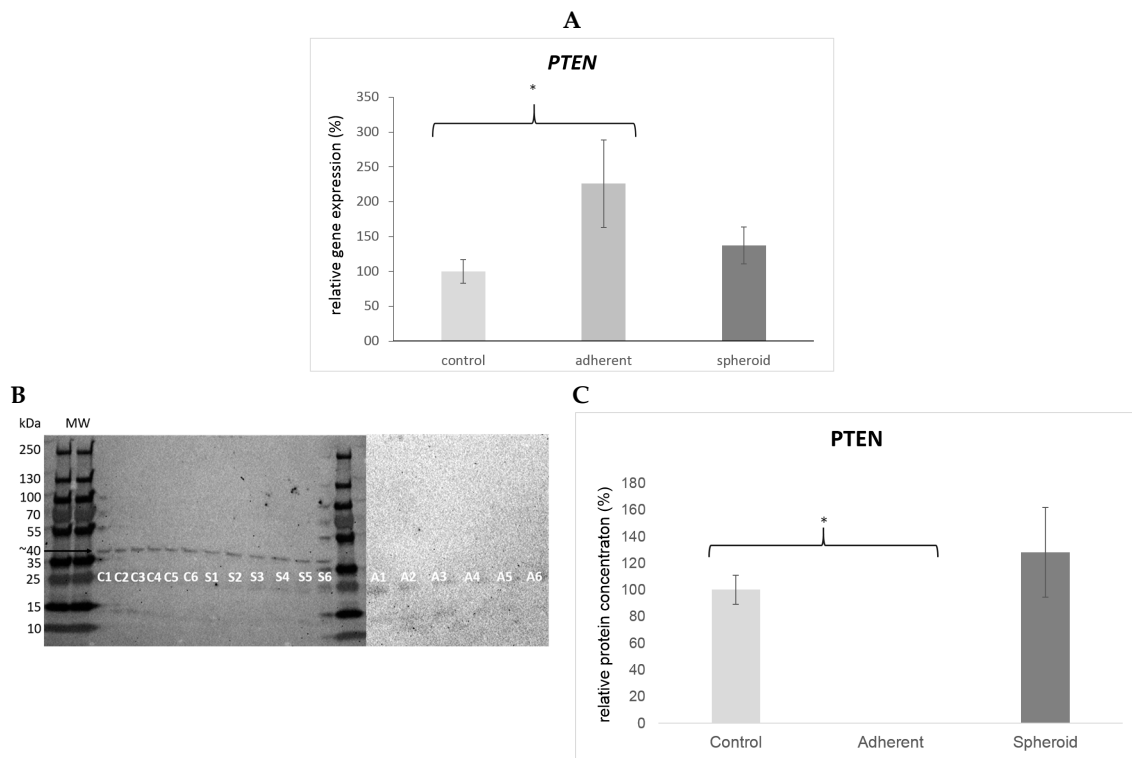 A
PTEN
*
350
300
250
200
150
100
50
00
relative gene expression (%)
control adherent spheroid
B
kDa MW
250
130
100
70
55
~40
35
25
15
10
C1 C2 C3 C4 C5 C6 S1 S2 S3 S4 S5 S6 A1 A2 A3 A4 A5 A6
C
PTEN
*
180
160
140
120
100
80
60
40
20
0
relative protein concentraton (%)
Control Adherent Spheroid